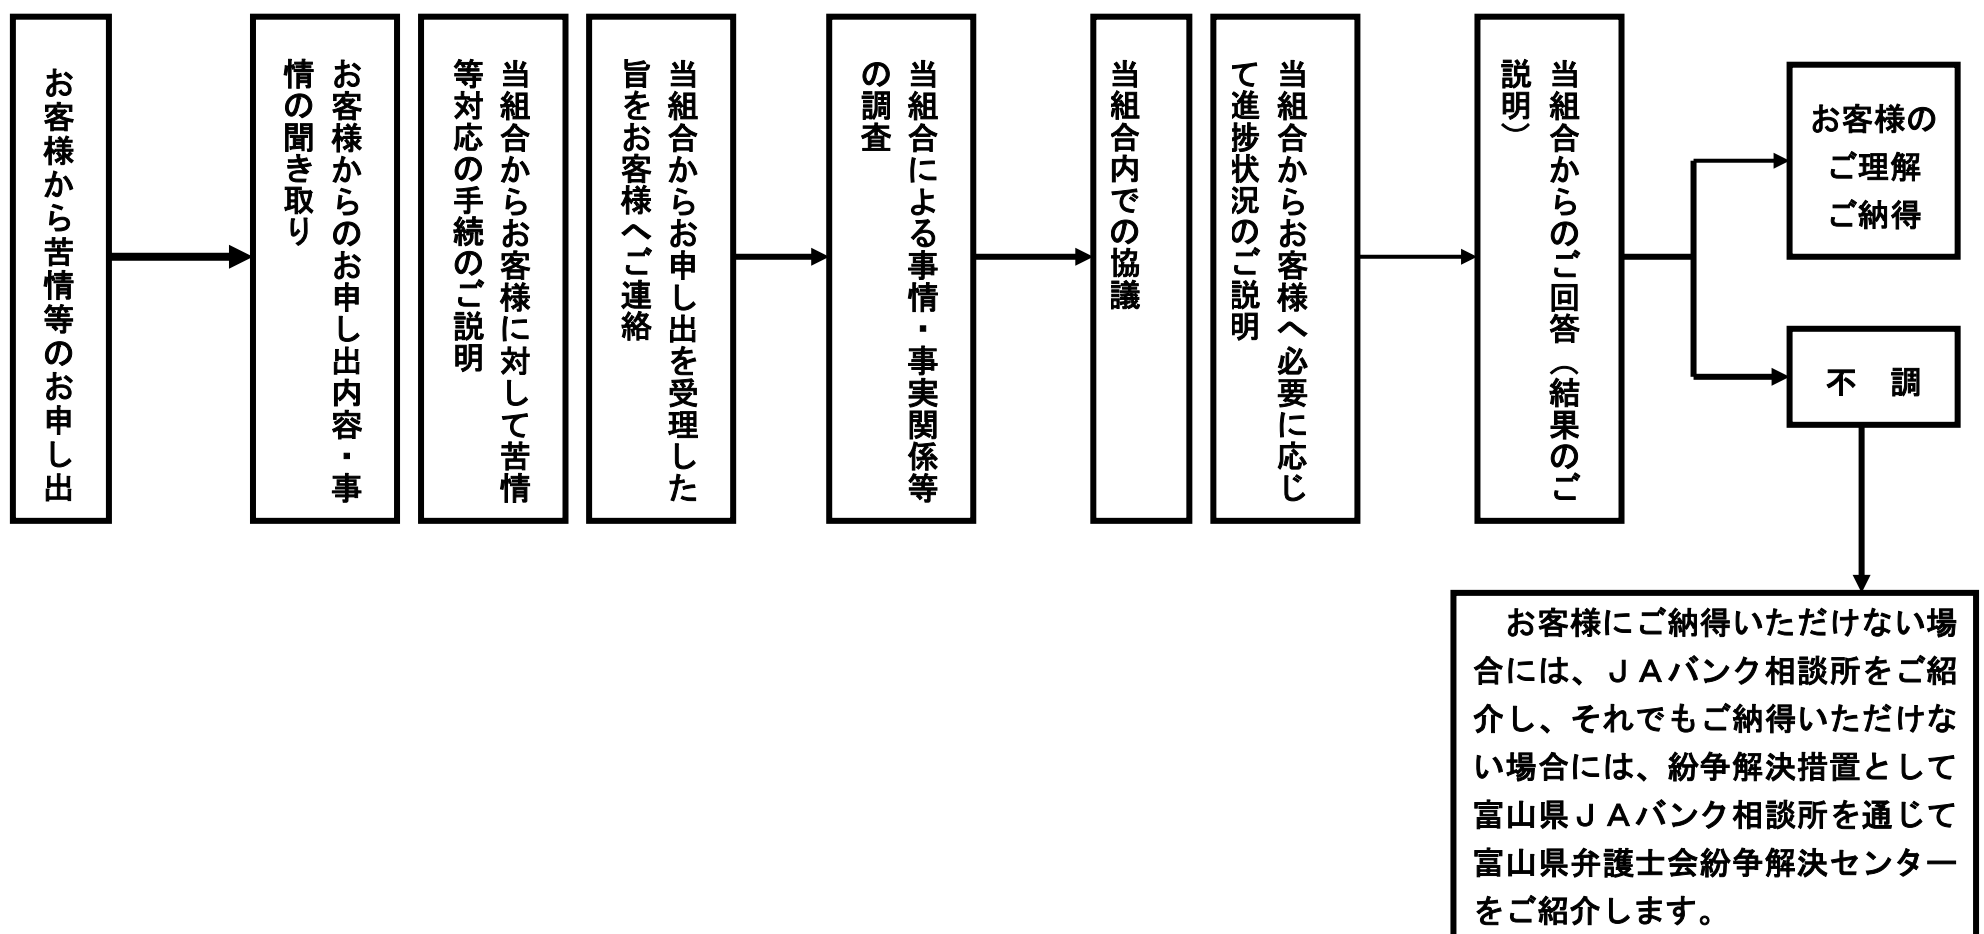 お客様から苦情等のお申し出
お客様からのお申し出内容・事
情の聞き取り
当組合からお客様に対して苦情
等対応の手続のご説明
当組合からお申し出を受理した
旨をお客様へご連絡
当組合による事情・事実関係等
の調査
当組合内での協議
当組合からお客様へ必要に応じ
て進捗状況のご説明
当組合からのご回答（結果のご
説明）
お客様の
ご理解
ご納得
不　調
お客様にご納得いただけない場
合には、ＪＡバンク相談所をご紹
介し、それでもご納得いただけな
い場合には、紛争解決措置として
富山県ＪＡバンク相談所を通じて
富山県弁護士会紛争解決センター
をご紹介します。